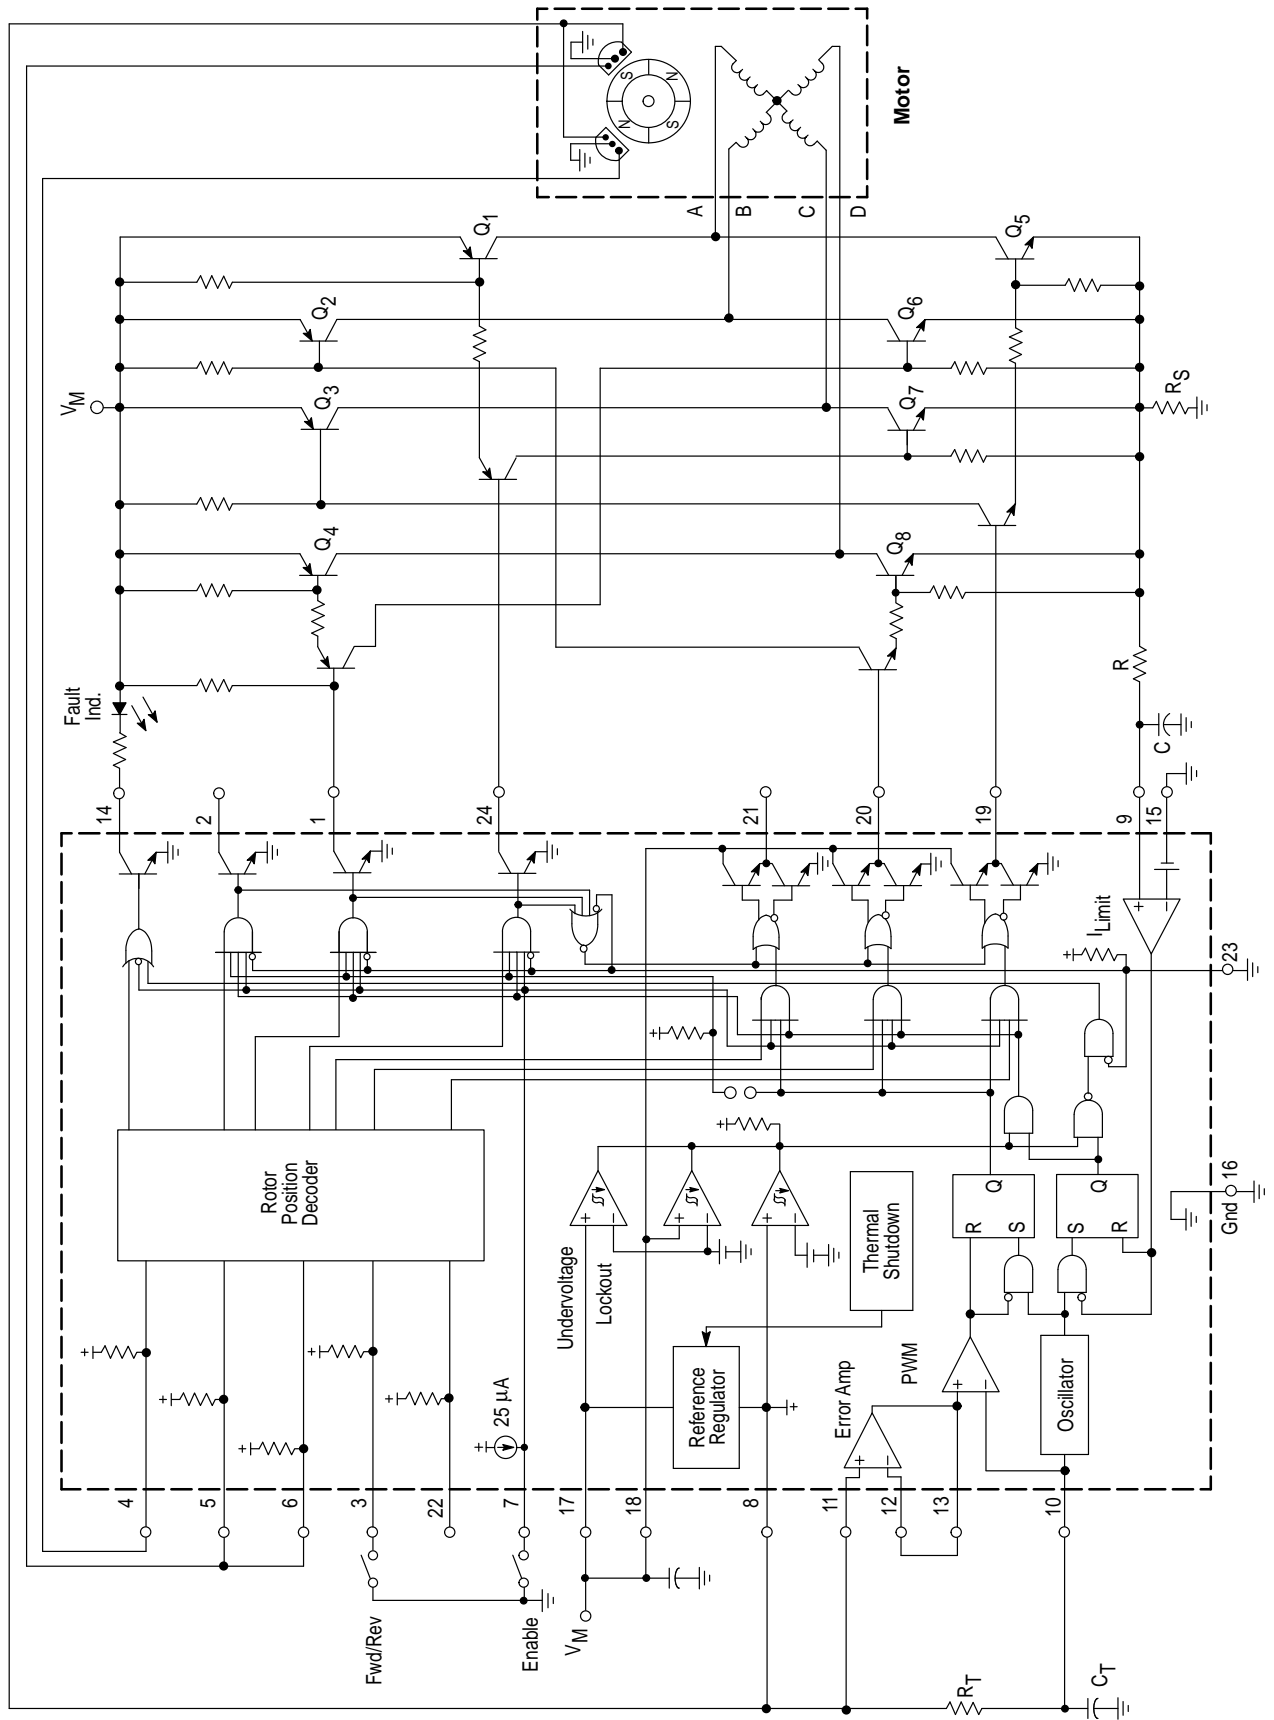 4
5
6
3
22
7
17
18
8
11
12
13
10
Fwd/Rev
Enable
VM
RT
CT
25 µA
Rotor
Position
Decoder
Undervoltage
Lockout
Reference
Regulator
Thermal
Shutdown
Error Amp
PWM
Oscillator
R
Q
S
S
Q
R
ILimit
Gnd 16
23
14
2
1
24
21
20
19
9
15
Fault
Ind.
VM
Q4
Q3
Q2
Q1
Q8
Q7
Q6
Q5
R
C
RS
A
B
C
D
N
S
S
N
Motor